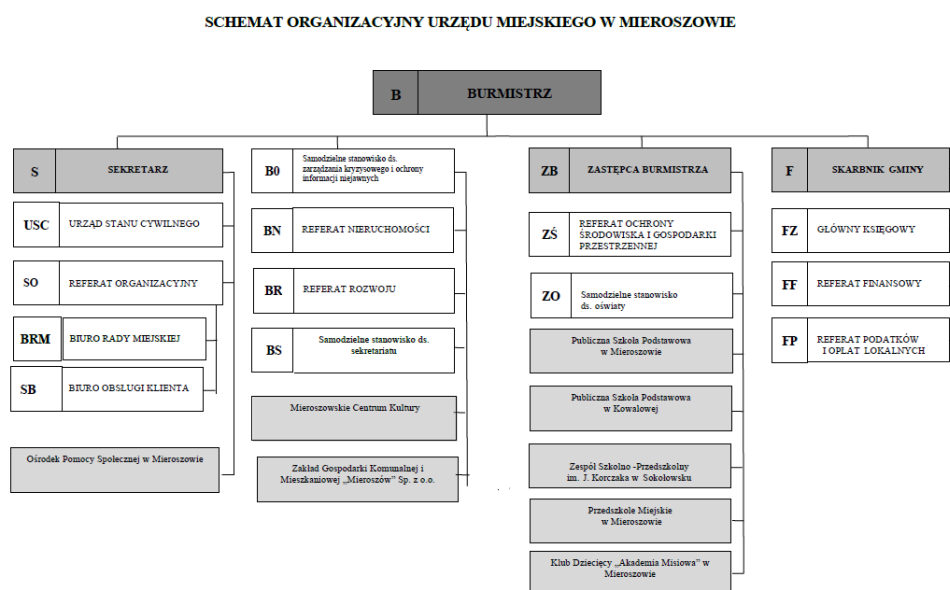 SCHEMAT ORGANIZACYJNY URZĘDU MIEJSKIEGO W MIEROSZOWIE
B BURMISTRZ
S SEKRETARZ
USC URZĄD STANU CYWILNEGO
SO REFERAT ORGANIZACYJNY
BRM BIURO RADY MIEJSKIEJ
SB BIURO OBSŁUGI KLIENTA
Ośrodek Pomocy Społecznej w Mieroszowie
B0 Samodzielne stanowisko ds.
zarządzania kryzysowego i ochrony
informacji niejawnych
BN REFERAT NIERUCHOMOŚCI
BR REFERAT ROZWOJU
BS Samodzielne stanowisko ds.
sekretariatu
Mieroszowskie Centrum Kultury
Zakład Gospodarki Komunalnej i
Mieszkaniowej „Mieroszów” Sp. z o.o.
ZB ZASTĘPCA BURMISTRZA
ZŚ REFERAT OCHRONY
ŚRODOWISKA I GOSPODARKI
PRZESTRZENNEJ
ZO Samodzielne stanowisko
ds. oświaty
Publiczna Szkoła Podstawowa
w Mieroszowie
Publiczna Szkoła Podstawowa
w Kowalowej
Zespół Szkolno -Przedszkolny
im. J. Korczaka w Sokołowsku
Przedszkole Miejskie
w Mieroszowie
Klub Dziecięcy „Akademia Misiowa” w
Mieroszowie
F SKARBNIK GMINY
FZ GŁÓWNY KSIĘGOWY
FF REFERAT FINANSOWY
FP REFERAT PODATKÓW
I OPŁAT LOKALNYCH